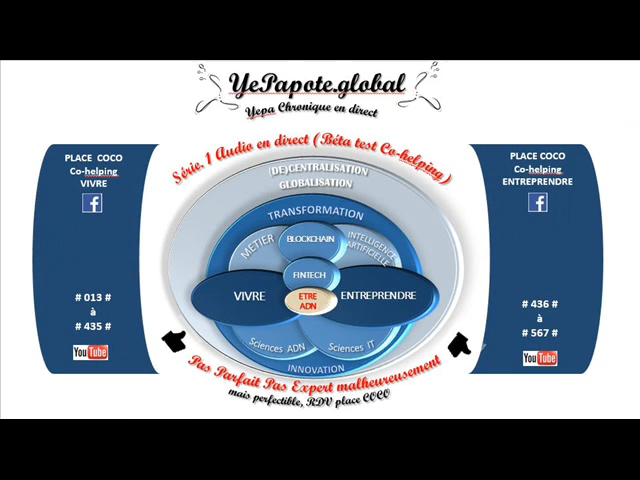 YePapote.global
Yepa Chronique en direct
Série, 1 Audio en direct (Béta test Co-helping)
PLACE COCO
Co-helping
VIVRE
# 013 #
à
# 435 #
YouTube
(DE)CENTRALISATION
GLOBALISATION
TRANSFORMATION
METIER
BLOCKCHAIN
INTELLIGENCE
ARTIFICIELLE
FINTECH
VIVRE
ETRE
ADN
ENTREPRENDRE
Sciences ADN
Sciences IT
INNOVATION
PLACE COCO
Co-helping
ENTREPRENDRE
# 436 #
à
# 567 #
YouTube
Pas Parfait Pas Expert malheureusement
mais perfectible, RDV place COCO